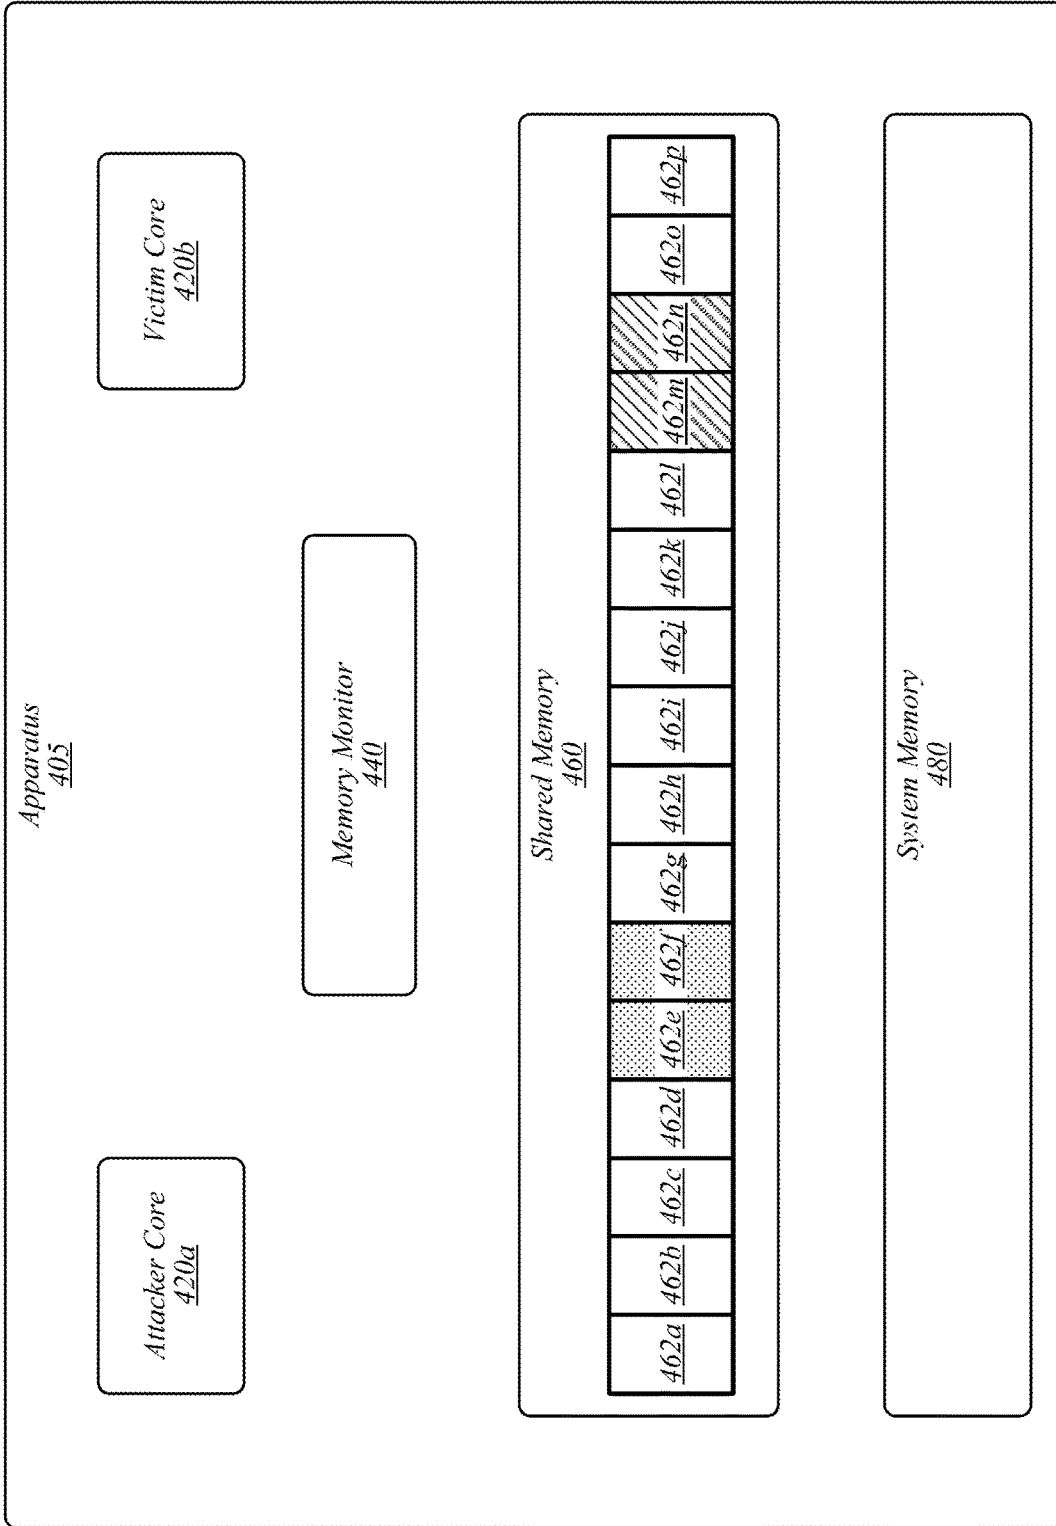 Apparatus
405
Attacker Core
420a
Victim Core
420b
Memory Monitor
440
Shared Memory
460
462a
462b
462c
462d
462e
462f
462g
462h
462i
462j
462k
462l
462m
462n
462o
462p
System Memory
480